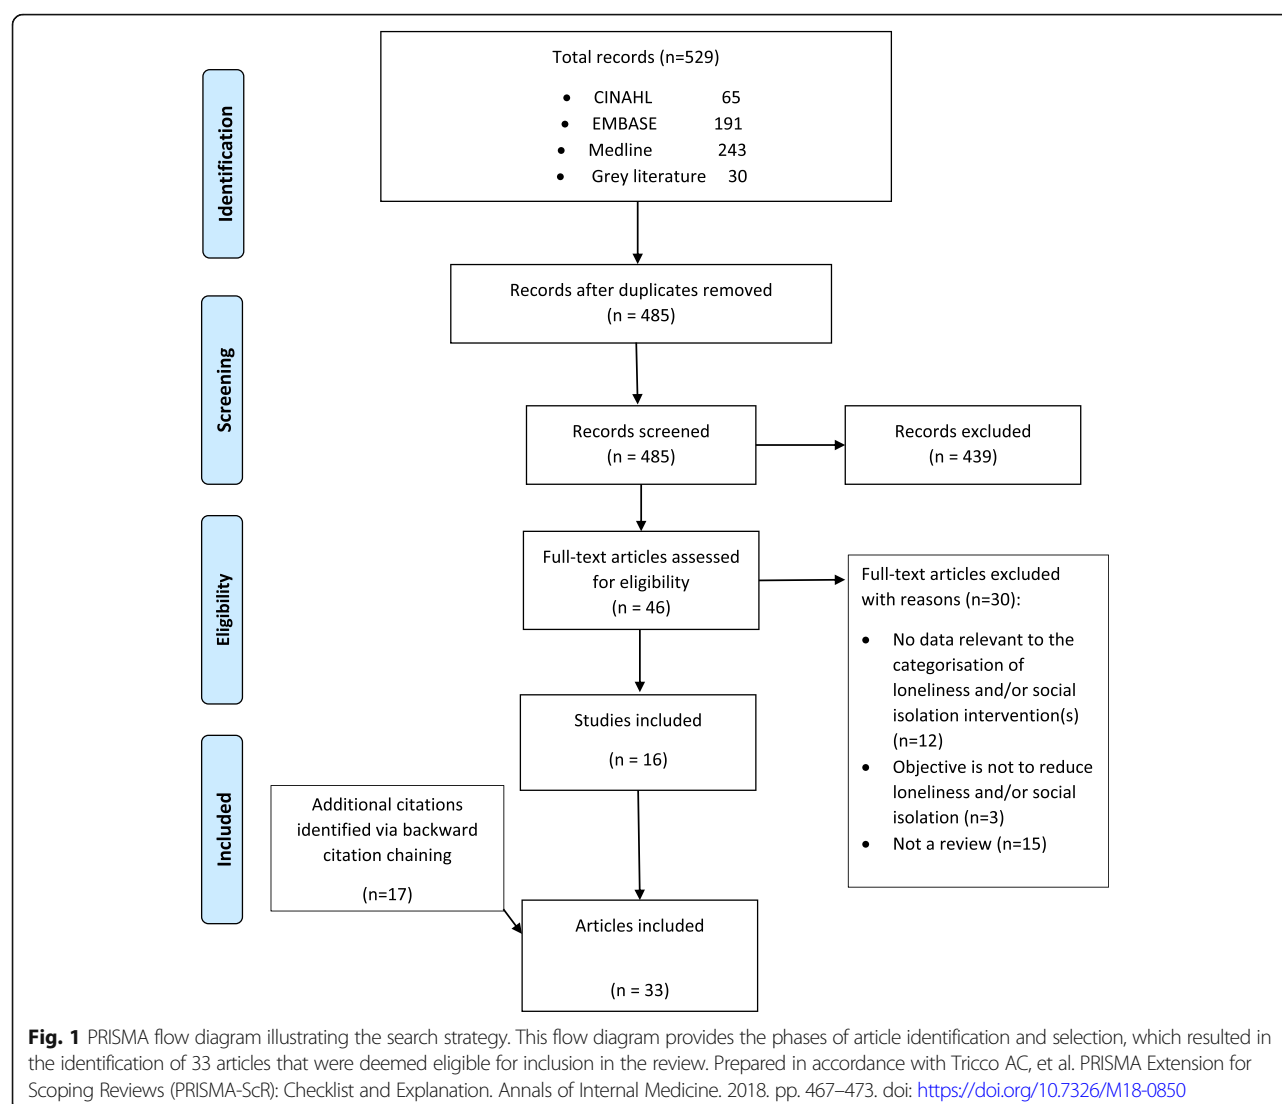 Identification
Total records (n=529)
• CINAHL 65
• EMBASE 191
• Medline 243
• Grey literature 30
Screening
Records after duplicates removed
(n = 485)
Records screened
(n = 485)
Records excluded
(n = 439)
Eligibility
Full-text articles assessed
for eligibility
(n = 46)
Full-text articles excluded
with reasons (n=30):
• No data relevant to the
categorisation of
loneliness and/or social
isolation intervention(s)
(n=12)
• Objective is not to reduce
loneliness and/or social
isolation (n=3)
• Not a review (n=15)
Studies included
(n = 16)
Included
Additional citations
identified via backward
citation chaining
(n=17)
Articles included
(n = 33)
Fig. 1 PRISMA flow diagram illustrating the search strategy. This flow diagram provides the phases of article identification and selection, which resulted in
the identification of 33 articles that were deemed eligible for inclusion in the review. Prepared in accordance with Tricco AC, et al. PRISMA Extension for
Scoping Reviews (PRISMA-ScR): Checklist and Explanation. Annals of Internal Medicine. 2018. pp. 467–473. doi: https://doi.org/10.7326/M18-0850